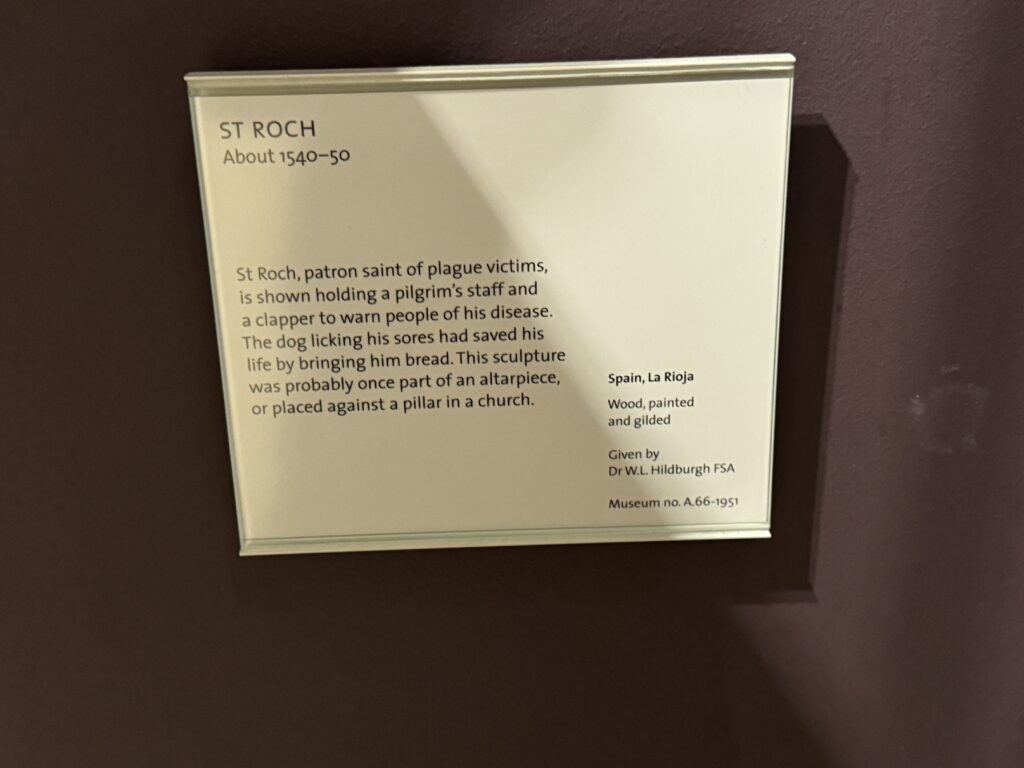 ST ROCH
About 1540–50
St Roch, patron saint of plague victims,
is shown holding a pilgrim's staff and
a clapper to warn people of his disease.
The dog licking his sores had saved his
life by bringing him bread. This sculpture
was probably once part of an altarpiece,
or placed against a pillar in a church.
Spain, La Rioja
Wood, painted
and gilded
Given by
Dr W.L. Hildburgh FSA
Museum no. A.66-1951